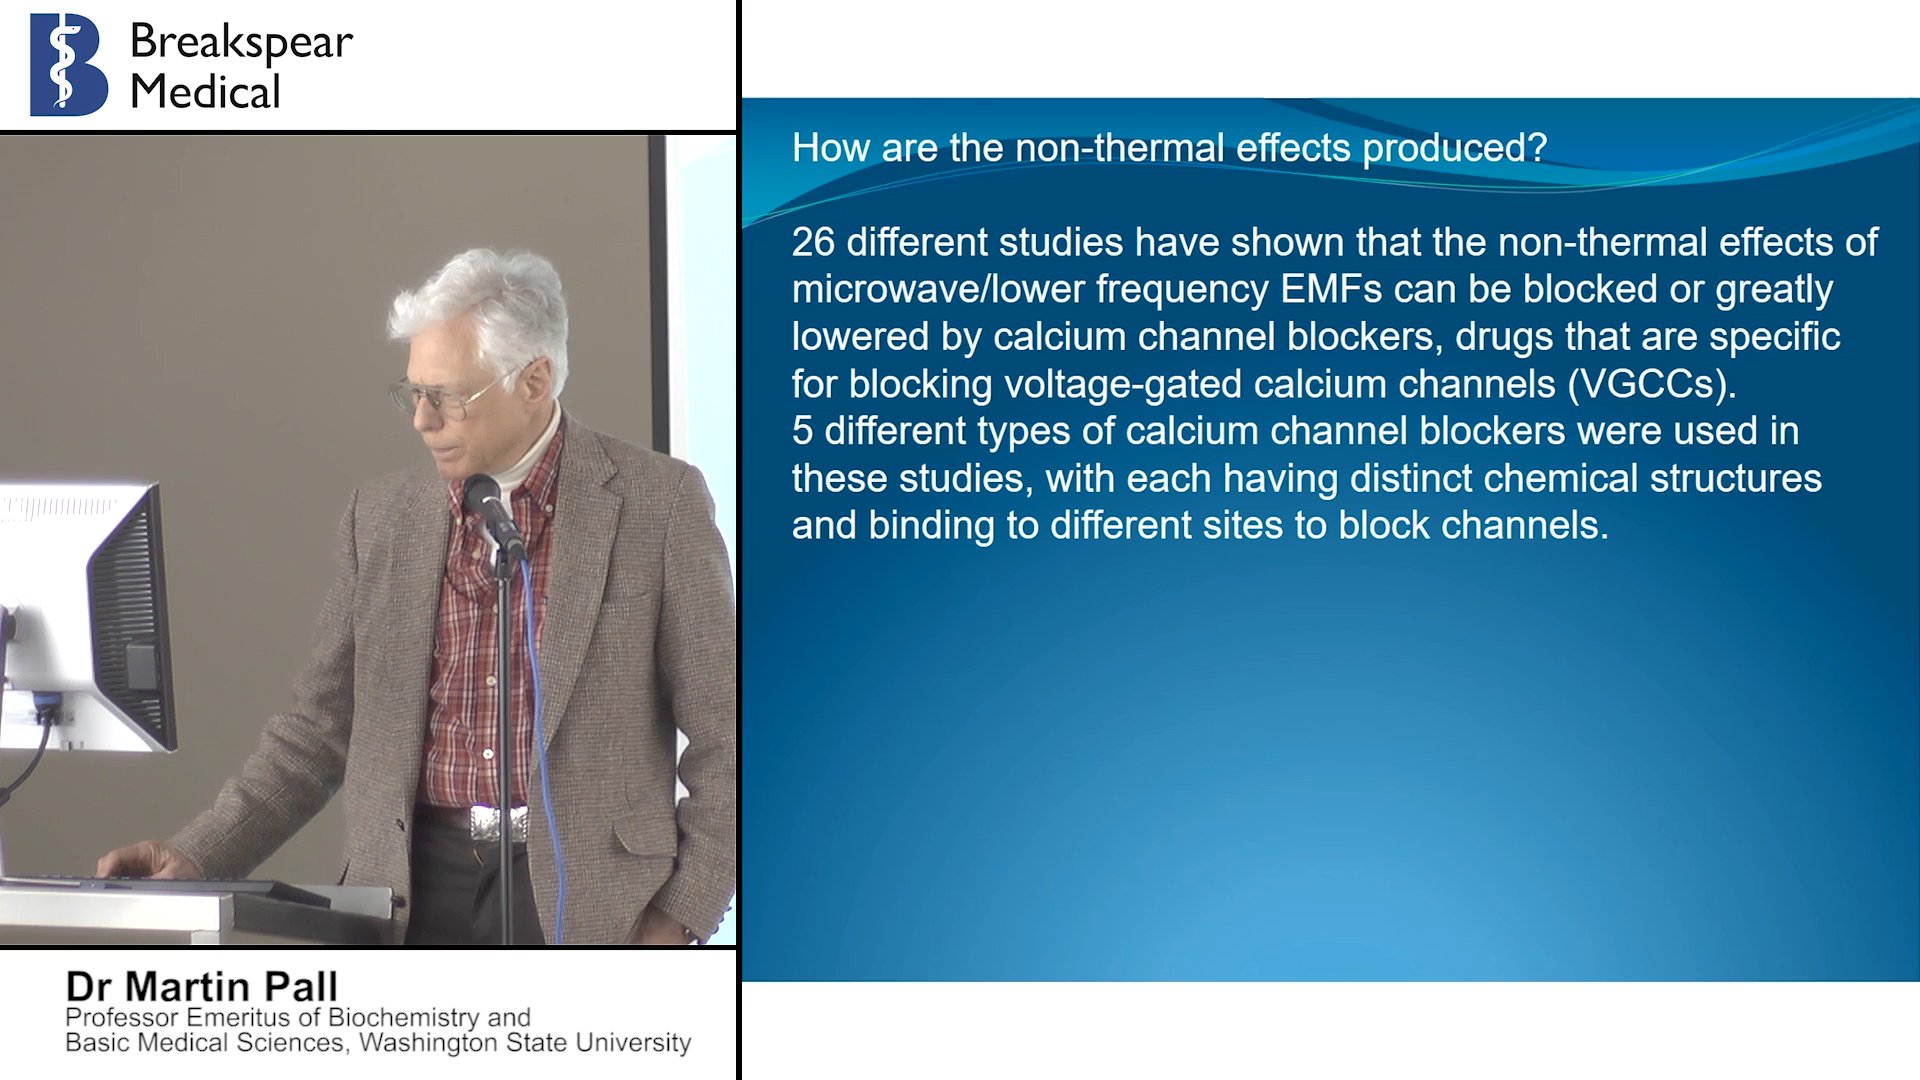 Breakspear
Medical
How are the non-thermal effects produced?
26 different studies have shown that the non-thermal effects of
microwave/lower frequency EMFs can be blocked or greatly
lowered by calcium channel blockers, drugs that are specific
for blocking voltage-gated calcium channels (VGCCs).
5 different types of calcium channel blockers were used in
these studies, with each having distinct chemical structures
and binding to different sites to block channels.
Dr Martin Pall
Professor Emeritus of Biochemistry and
Basic Medical Sciences, Washington State University